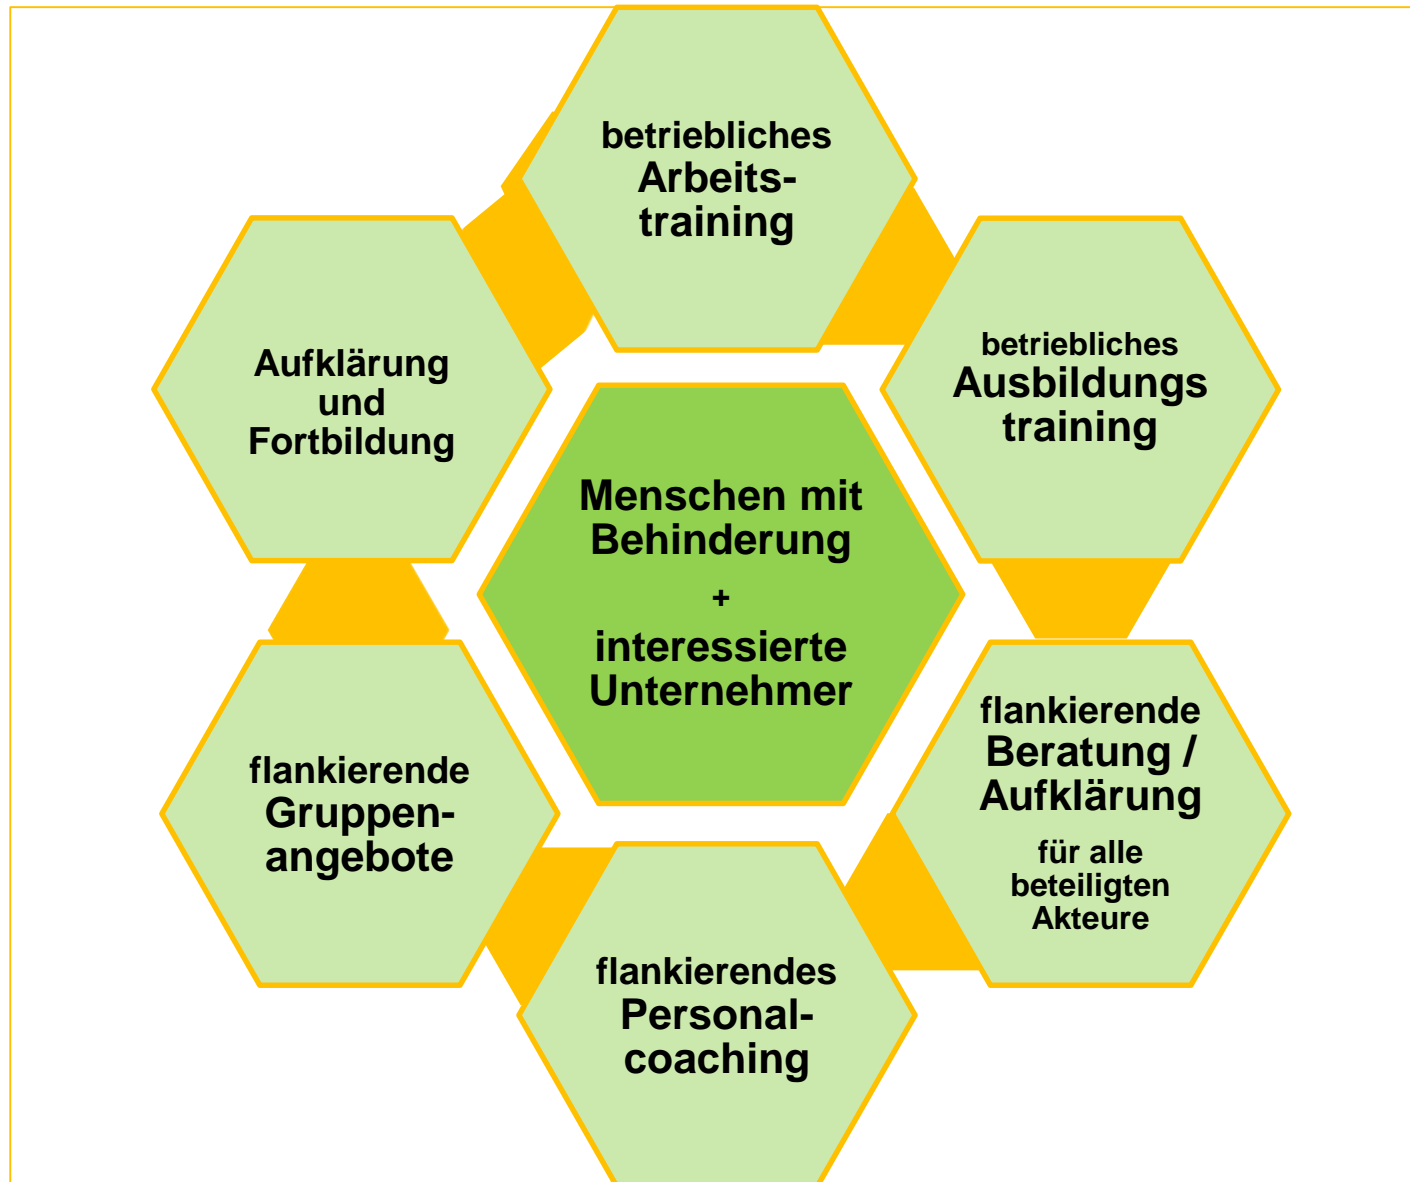 betriebliches
Arbeits-
training
betriebliches
Ausbildungs
training
Aufklärung
und
Fortbildung
Menschen mit
Behinderung
+
interessierte
Unternehmer
flankierende
Beratung /
Aufklärung
für alle
beteiligten
Akteure
flankierende
Gruppen-
angebote
flankierendes
Personal-
coaching